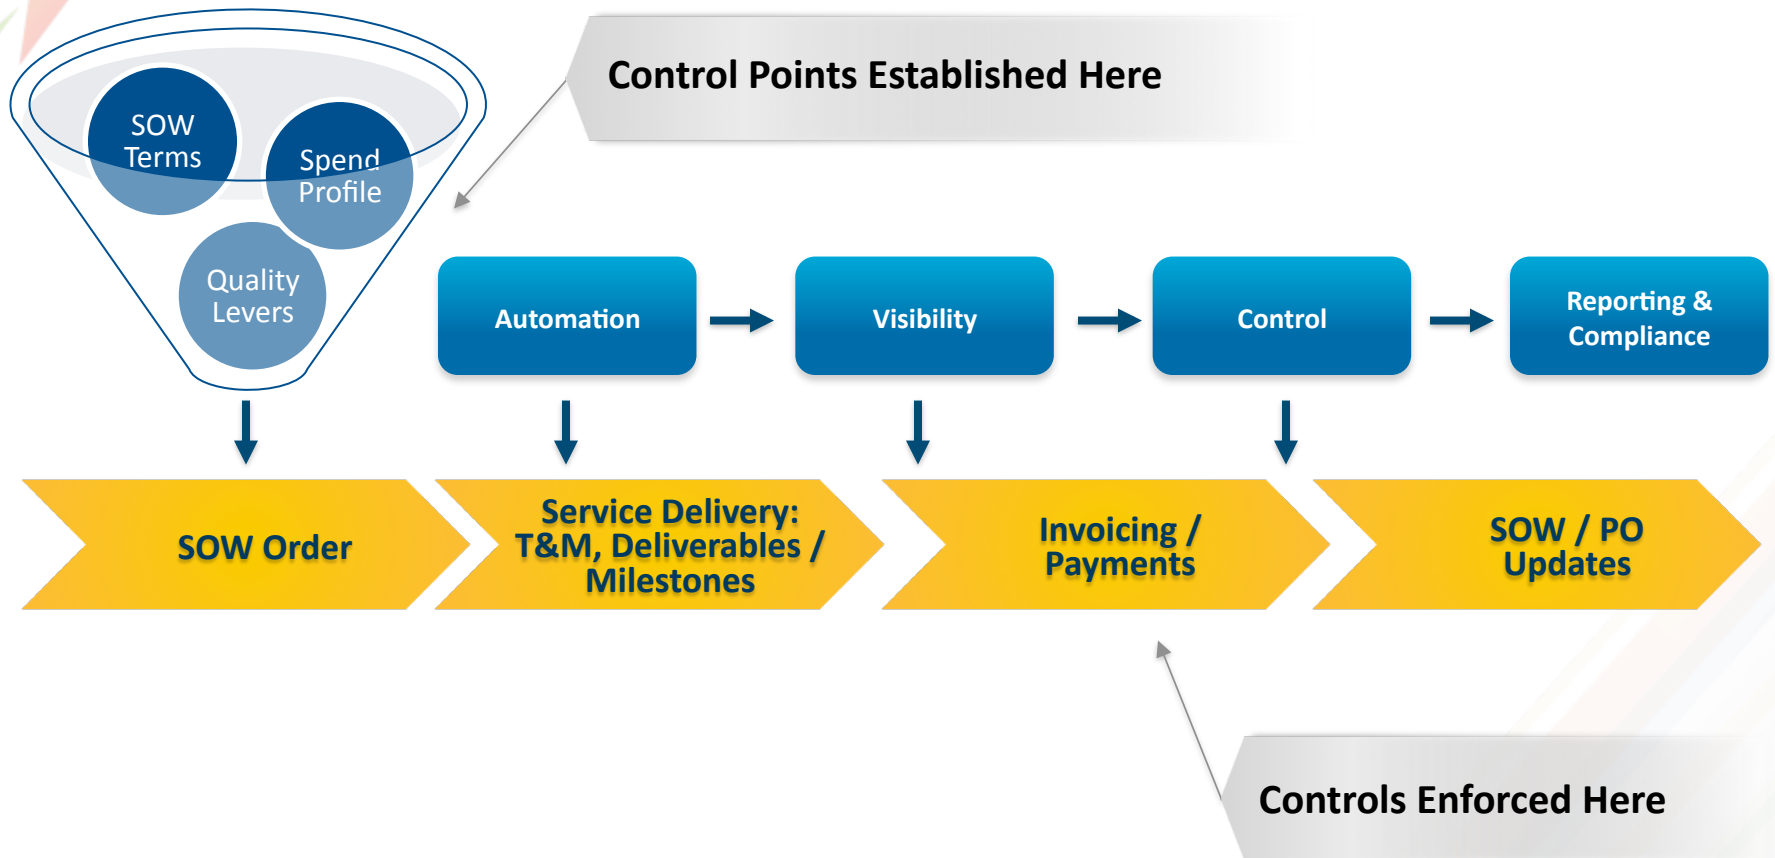 Control Points Established Here
SOW
Terms
Spend
Profile
Quality
Levers
Automation
Visibility
Control
Reporting &
Compliance
SOW Order
Service Delivery:
T&M, Deliverables /
Milestones
Invoicing /
Payments
SOW / PO
Updates
Controls Enforced Here